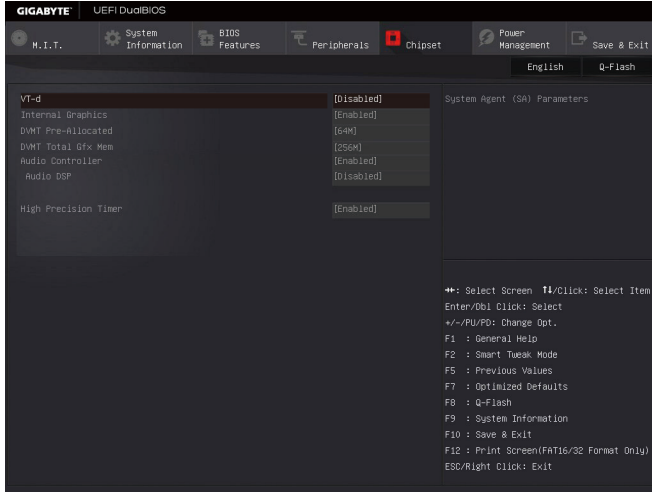 GIGABYTE™ UEFI DualBIOS
M.I.T.
System Information
BIOS Features
Peripherals
Chipset
Power Management
Save & Exit
English Q-Flash
VT-d [Disabled]
Internal Graphics [Enabled]
DVMT Pre-Allocated [64M]
DVMT Total Gfx Mem [256M]
Audio Controller [Enabled]
Audio DSP [Disabled]
High Precision Timer [Enabled]
System Agent (SA) Parameters
→←: Select Screen ↑↓/Click: Select Item
Enter/Dbl Click: Select
+/-/PU/PD: Change Opt.
F1 : General Help
F2 : Smart Tweak Mode
F5 : Previous Values
F7 : Optimized Defaults
F8 : Q-Flash
F9 : System Information
F10 : Save & Exit
F12 : Print Screen(FAT16/32 Format Only)
ESC/Right Click: Exit